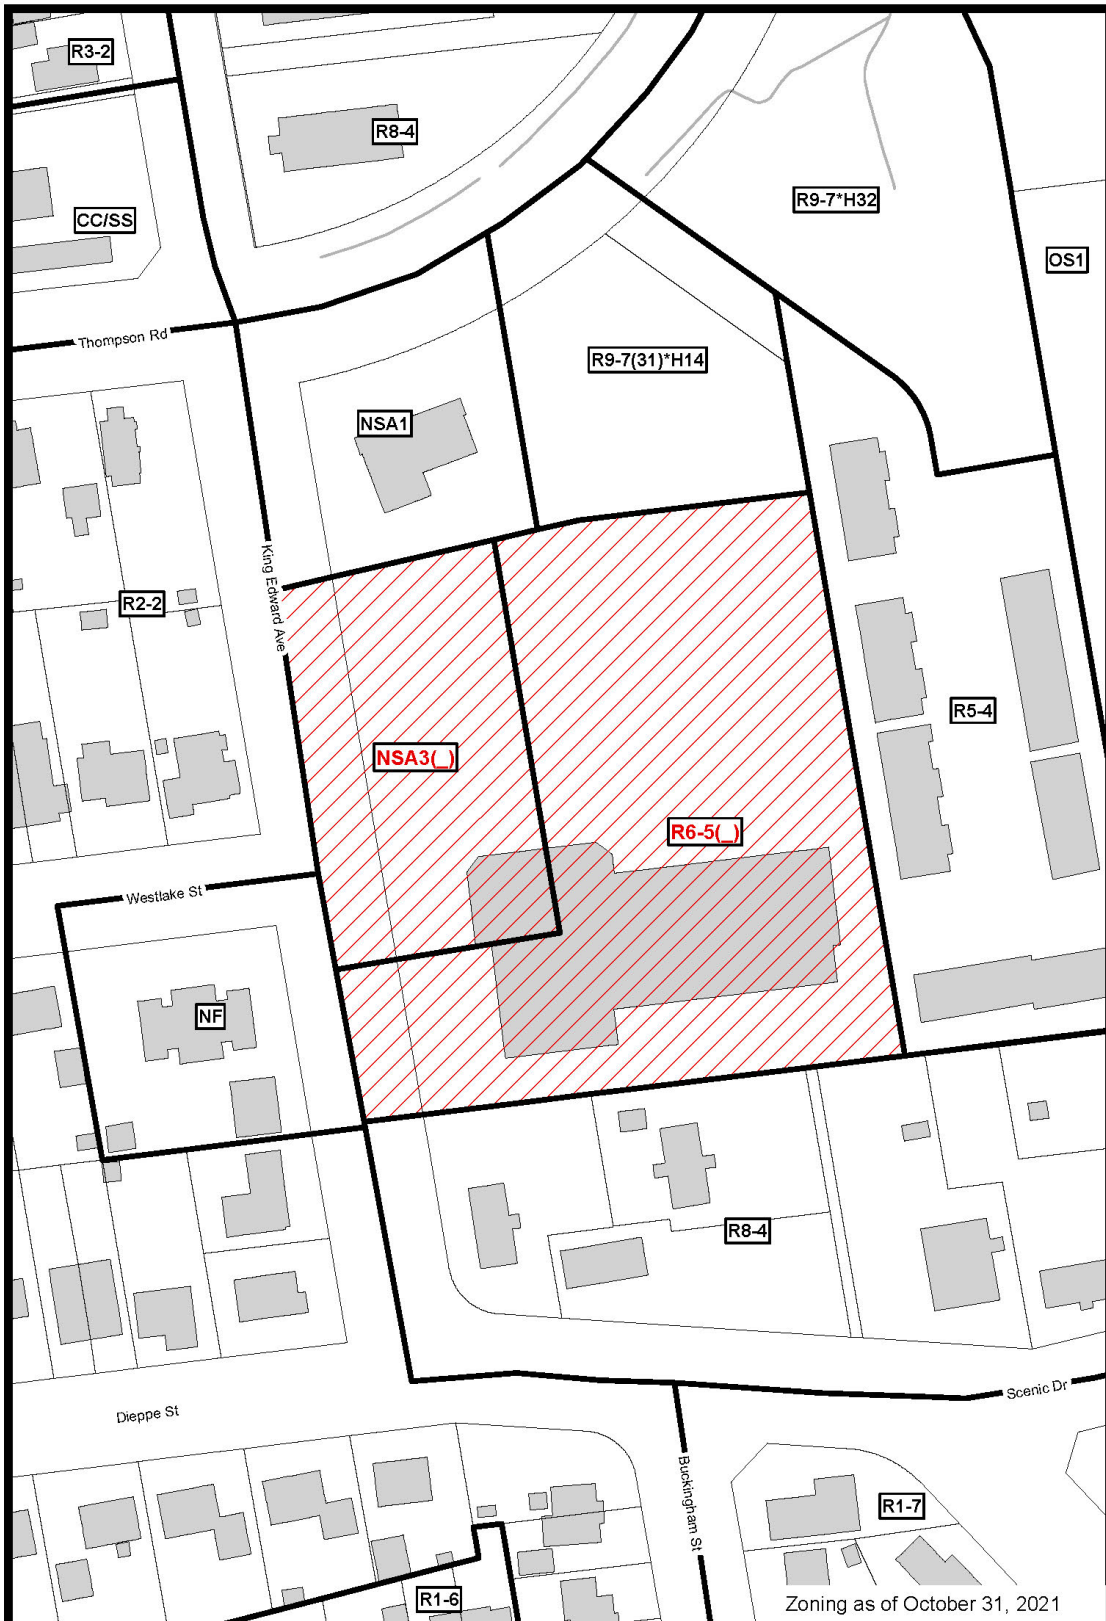 R3-2
R8-4
CC/SS
R9-7*H32
OS1
Thompson Rd
R9-7(31)*H14
NSA1
King Edward Ave
R2-2
R5-4
NSA3(_)
R6-5(_)
Westlake St
NF
R8-4
Scenic Dr
Dieppe St
Buckingham St
R1-7
R1-6
Zoning as of October 31, 2021